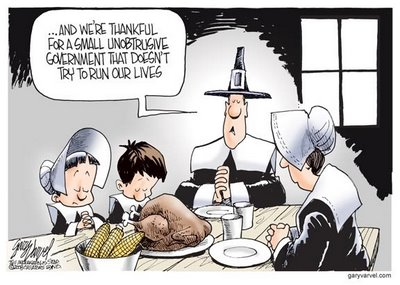 ...AND WE'RE THANKFUL
FOR A SMALL UNOBTRUSIVE
GOVERNMENT THAT DOESN'T
TRY TO RUN OUR LIVES
garyvarvel.com